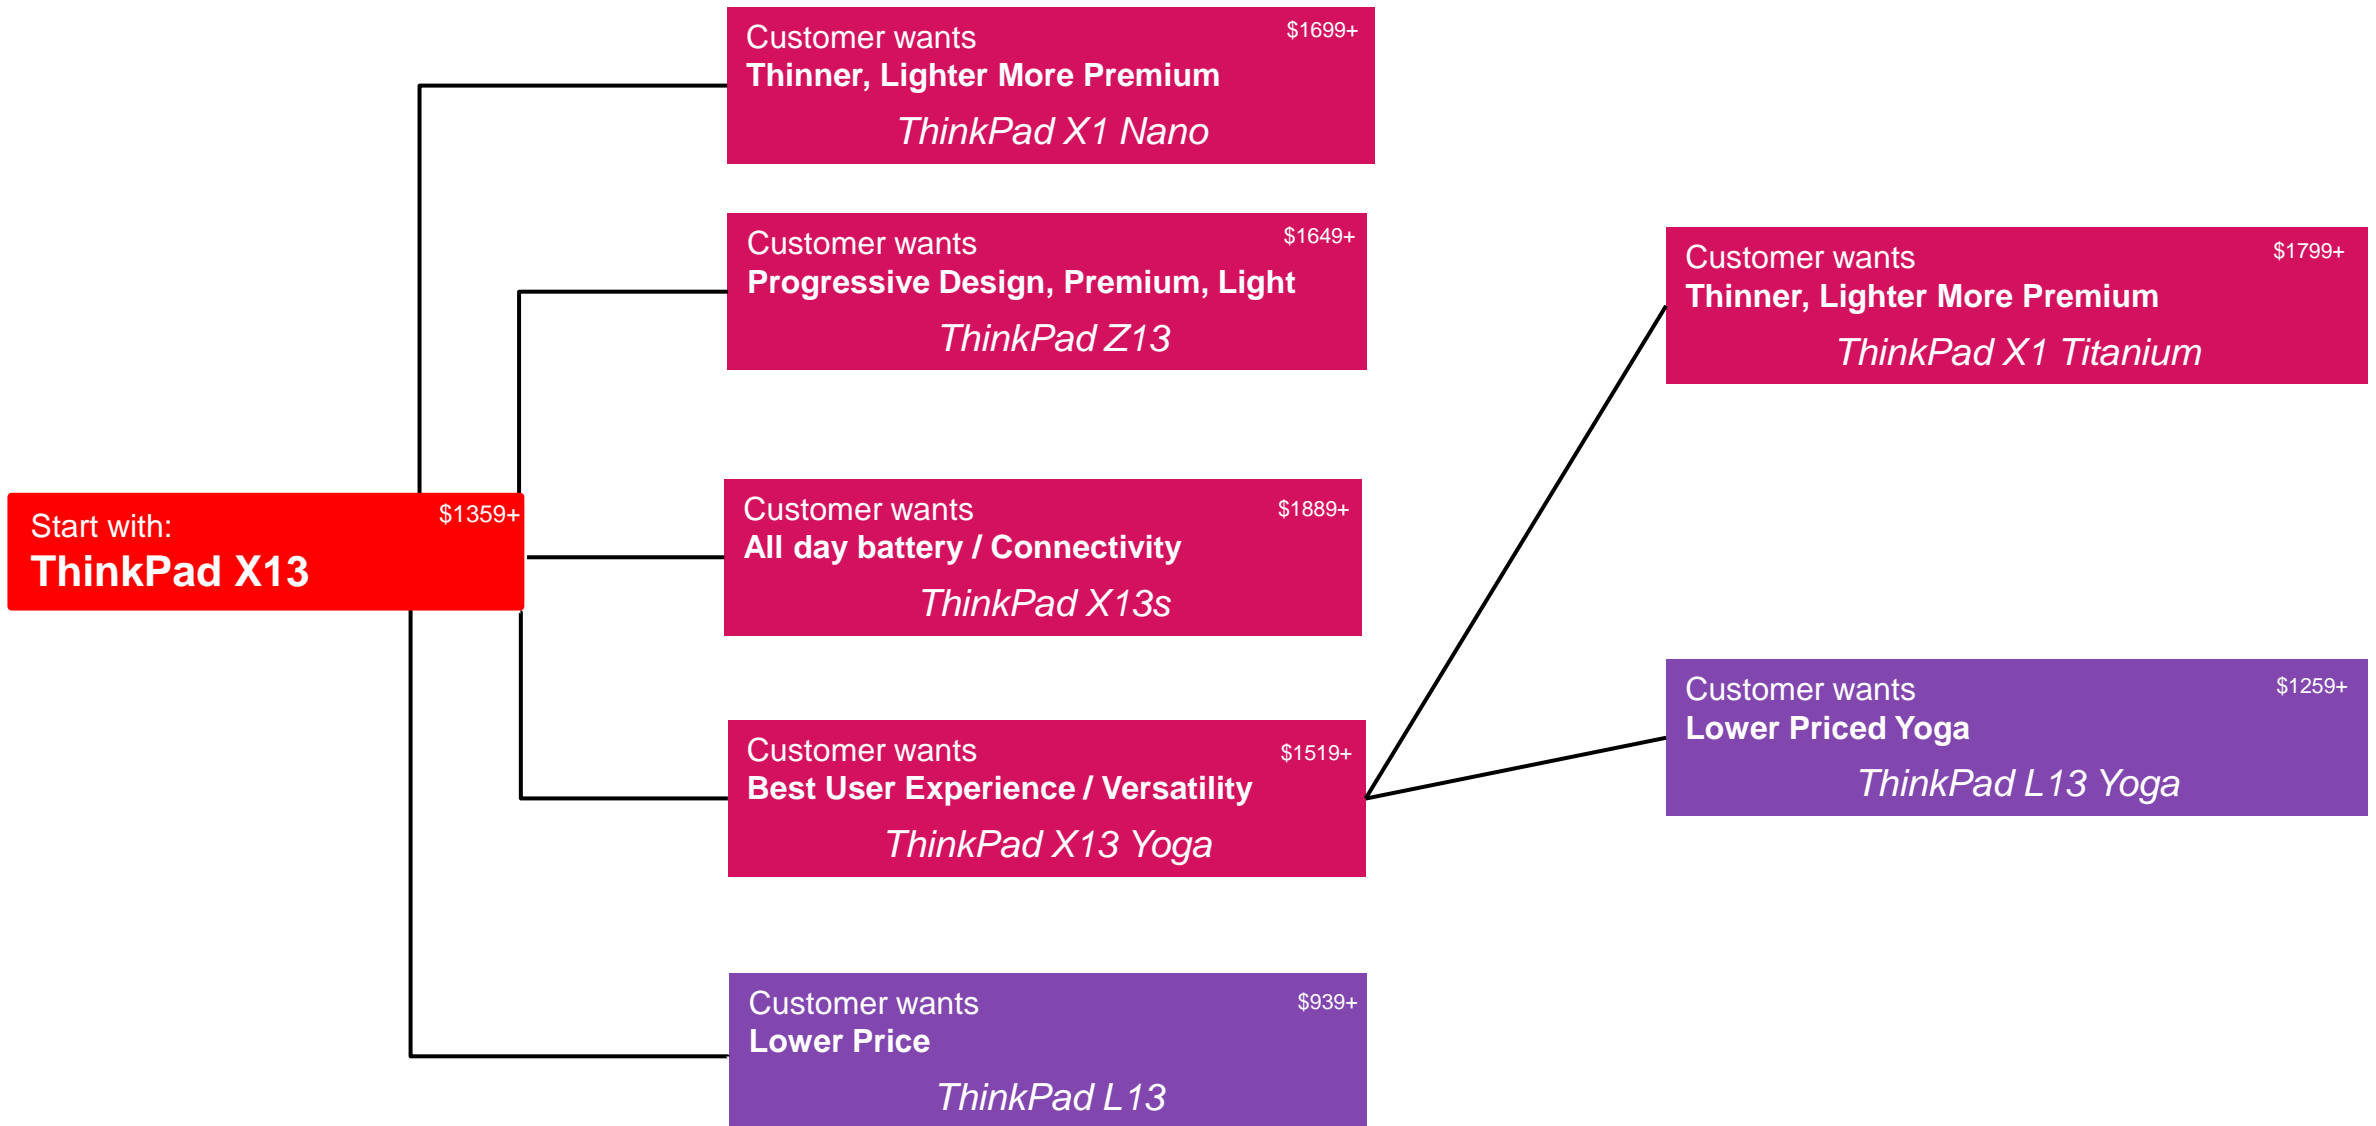 Customer wants
$1699+
Thinner, Lighter More Premium
ThinkPad X1 Nano
Customer wants
$1649+
Progressive Design, Premium, Light
ThinkPad Z13
Customer wants
$1799+
Thinner, Lighter More Premium
ThinkPad X1 Titanium
Start with:
$1359+
ThinkPad X13
Customer wants
$1889+
All day battery / Connectivity
ThinkPad X13s
Customer wants
$1519+
Best User Experience / Versatility
ThinkPad X13 Yoga
Customer wants
$1259+
Lower Priced Yoga
ThinkPad L13 Yoga
Customer wants
$939+
Lower Price
ThinkPad L13